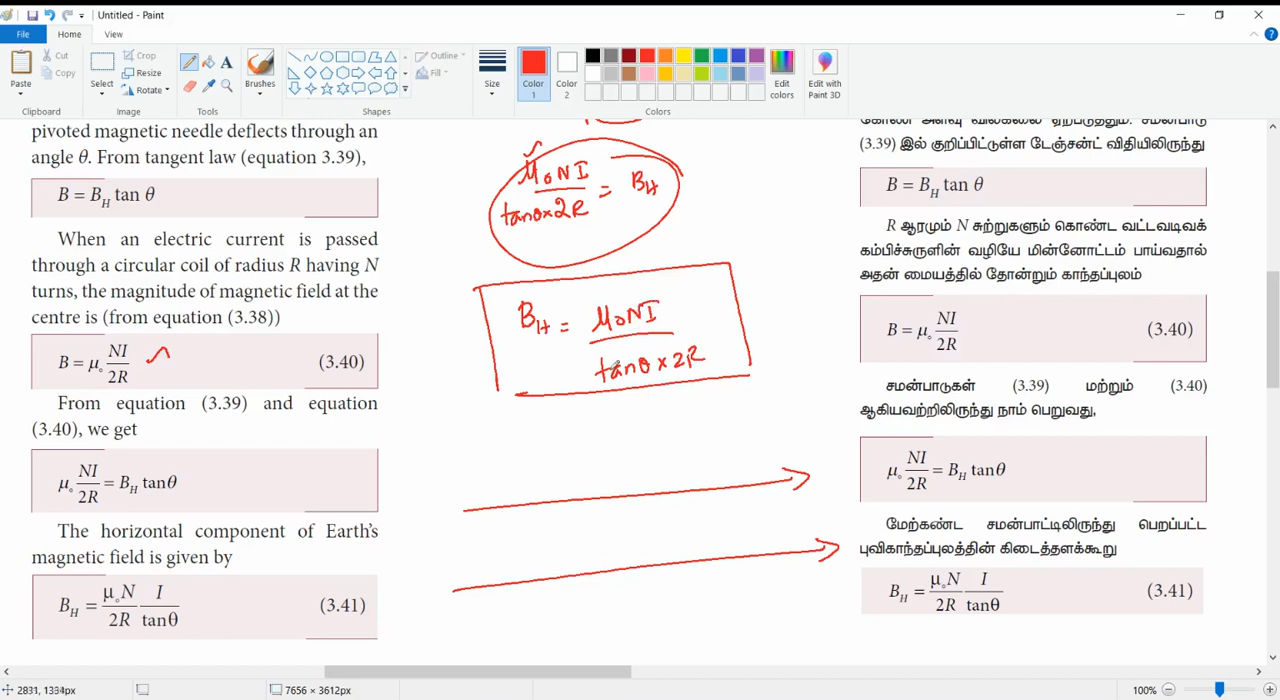 Untitled - Paint
File
Home
View
Paste
Cut
Copy
Clipboard
Select
Crop
Resize
Rotate
Image
Tools
Brushes
Shapes
Outline
Fill
Size
Color 1
Color 2
Edit colors
Edit with Paint 3D
Colors
pivoted magnetic needle deflects through an
angle θ. From tangent law (equation 3.39),
B = B_H tan θ
When an electric current is passed
through a circular coil of radius R having N
turns, the magnitude of magnetic field at the
centre is (from equation (3.38))
B = μ₀ NI/2R (3.40)
From equation (3.39) and equation
(3.40), we get
μ₀ NI/2R = B_H tanθ
The horizontal component of Earth's
magnetic field is given by
B_H = μ₀N/2R I/tanθ (3.41)
μ₀NI/tanθ×2R = B_H
B_H = μ₀NI/tanθ×2R
(3.39) இல் குறிப்பிட்டுள்ள டேஞ்சன்ட் விதியிலிருந்து
B = B_H tan θ
R ஆரமும் N சுற்றுகளும் கொண்ட வட்டவடிவக்
கம்பிச்சுருளின் வழியே மின்னோட்டம் பாய்வதால்
அதன் மையத்தில் தோன்றும் காந்தப்புலம்
B = μ₀ NI/2R (3.40)
சமன்பாடுகள் (3.39) மற்றும் (3.40)
ஆகியவற்றிலிருந்து நாம் பெறுவது,
μ₀ NI/2R = B_H tanθ
மேற்கண்ட சமன்பாட்டிலிருந்து பெறப்பட்ட
புவிகாந்தப்புலத்தின் கிடைத்தளக்கூறு
B_H = μ₀N/2R I/tanθ (3.41)
2831, 1334px
7656 × 3612px
100%